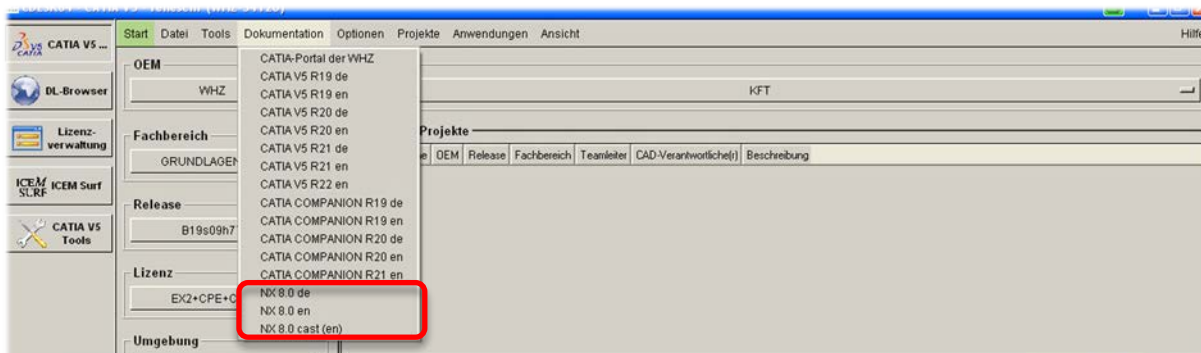 Start Datei Tools Dokumentation Optionen Projekte Anwendungen Ansicht
Hilfe
CATIA V5 ...
DL-Browser
Lizenz-
verwaltung
ICEM SURF ICEM Surf
CATIA V5
Tools
OEM
WHZ
KFT
Fachbereich
GRUNDLAGEN
Release
B19s09h7
Lizenz
EX2+CPE+C
Umgebung
CATIA-Portal der WHZ
CATIA V5 R19 de
CATIA V5 R19 en
CATIA V5 R20 de
CATIA V5 R20 en
CATIA V5 R21 de
CATIA V5 R21 en
CATIA V5 R22 en
CATIA COMPANION R19 de
CATIA COMPANION R19 en
CATIA COMPANION R20 de
CATIA COMPANION R20 en
CATIA COMPANION R21 en
NX 8.0 de
NX 8.0 en
NX 8.0 cast (en)
Projekte
e OEM Release Fachbereich Teamleiter CAD-Verantwortliche(r) Beschreibung